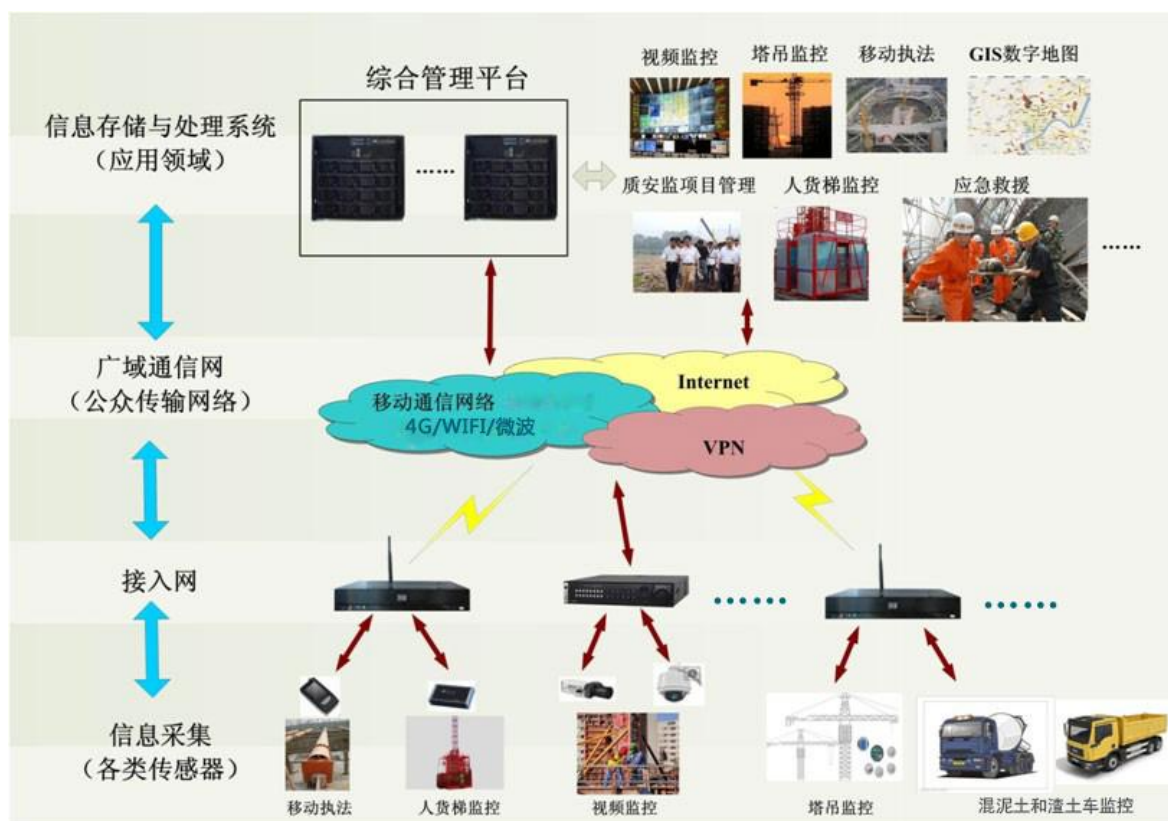 综合管理平台
视频监控
塔吊监控
移动执法
GIS数字地图
信息存储与处理系统
（应用领域）
......
质安监项目管理
人货梯监控
应急救援
......
广域通信网
（公众传输网络）
Internet
移动通信网络
4G/WIFI/微波
VPN
接入网
......
......
信息采集
（各类传感器）
移动执法
人货梯监控
视频监控
塔吊监控
混泥土和渣土车监控